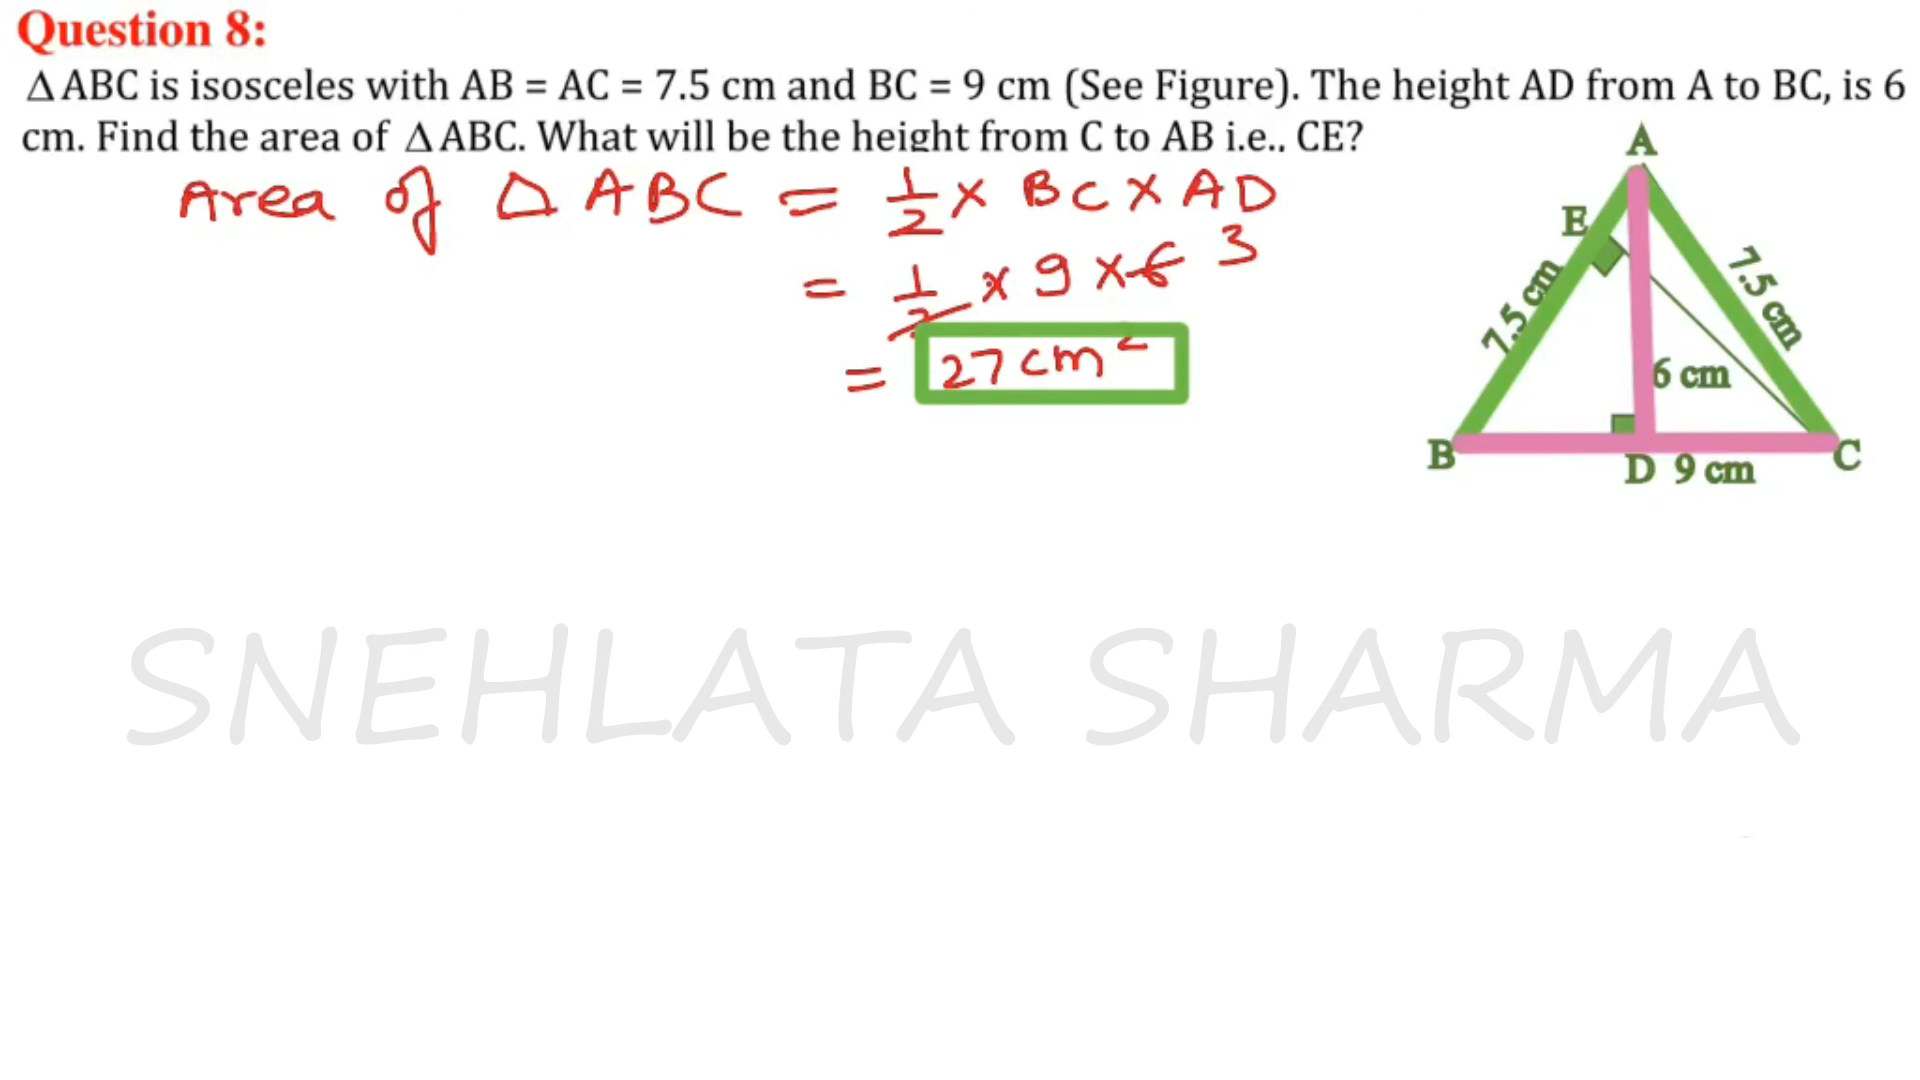 Question 8:
Δ ABC is isosceles with AB = AC = 7.5 cm and BC = 9 cm (See Figure). The height AD from A to BC, is 6
cm. Find the area of Δ ABC. What will be the height from C to AB i.e., CE?
Area of Δ ABC = 1/2 × BC × AD
= 1/2 × 9 × 6 3
= 27 cm²
A
E
7.5 cm
7.5 cm
6 cm
B
D 9 cm
C
SNEHLATA SHARMA